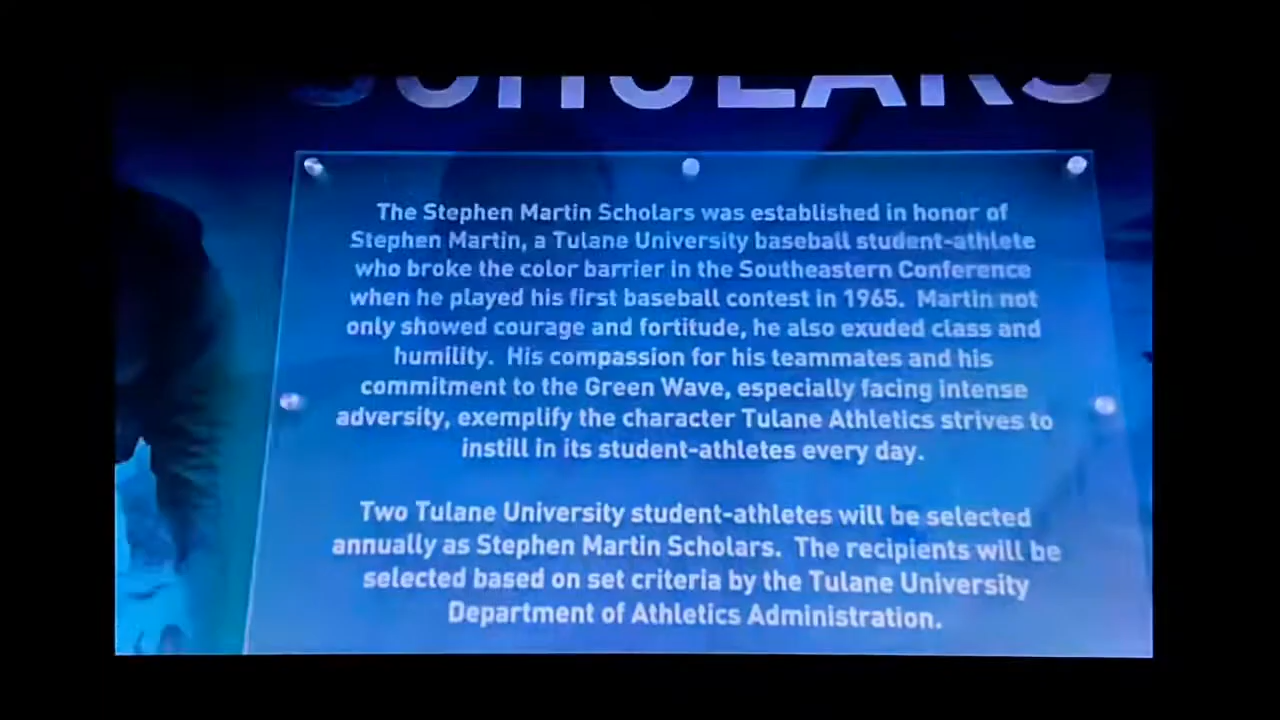 SCHOLARS
The Stephen Martin Scholars was established in honor of
Stephen Martin, a Tulane University baseball student-athlete
who broke the color barrier in the Southeastern Conference
when he played his first baseball contest in 1965.  Martin not
only showed courage and fortitude, he also exuded class and
humility.  His compassion for his teammates and his
commitment to the Green Wave, especially facing intense
adversity, exemplify the character Tulane Athletics strives to
instill in its student-athletes every day.
Two Tulane University student-athletes will be selected
annually as Stephen Martin Scholars.  The recipients will be
selected based on set criteria by the Tulane University
Department of Athletics Administration.